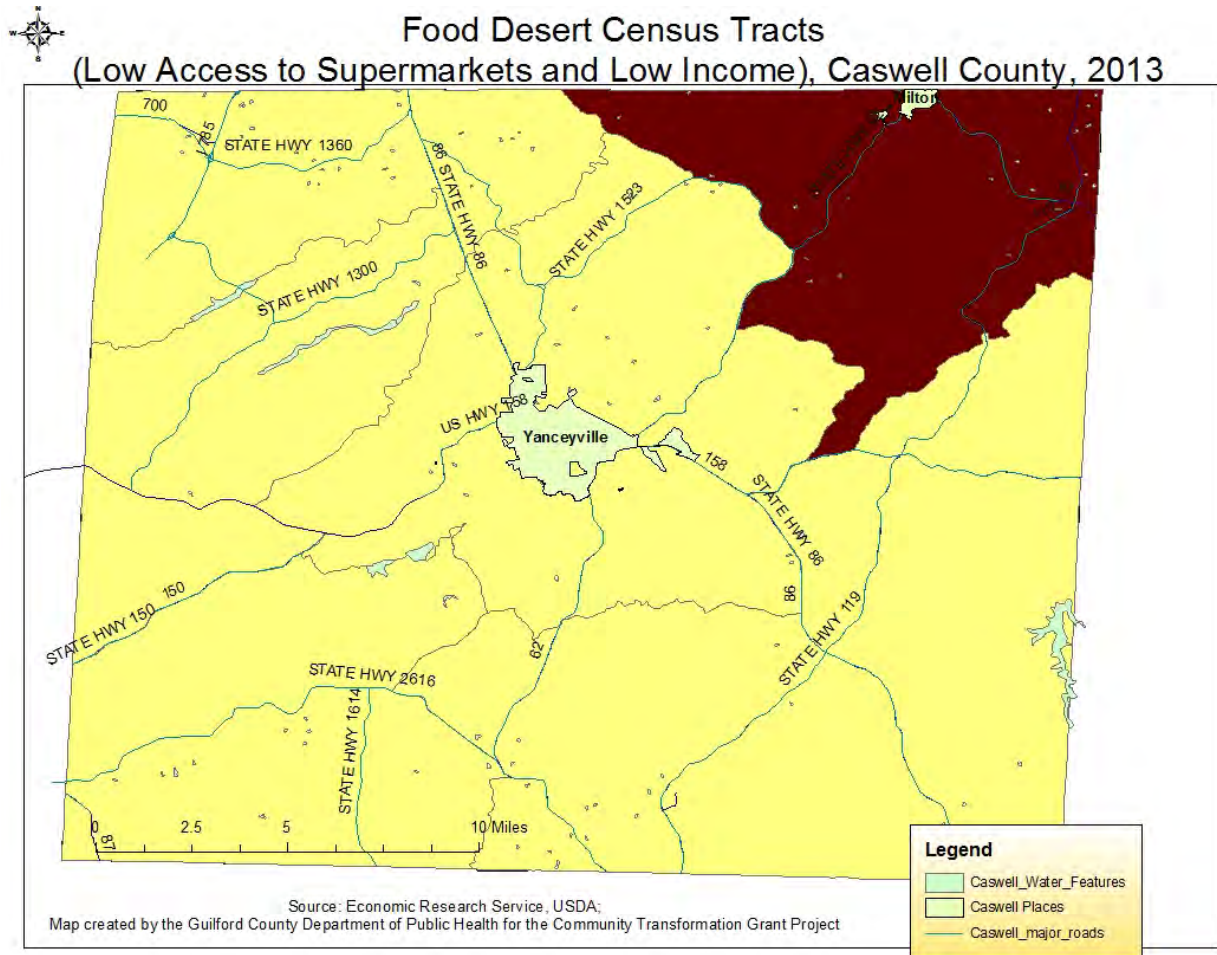 N
W E
S
Food Desert Census Tracts
(Low Access to Supermarkets and Low Income), Caswell County, 2013
700
785
STATE HWY 1360
86 STATE HWY 86
STATE HWY 1523
STATE HWY 1300
US HWY 158
Yanceyville
158
STATE HWY 86
86
STATE HWY 150 150
STATE HWY 119
62
STATE HWY 2616
STATE HWY 1614
87
0 2.5 5 10 Miles
Legend
Caswell_Water_Features
Caswell Places
Caswell_major_roads
Source: Economic Research Service, USDA;
Map created by the Guilford County Department of Public Health for the Community Transformation Grant Project